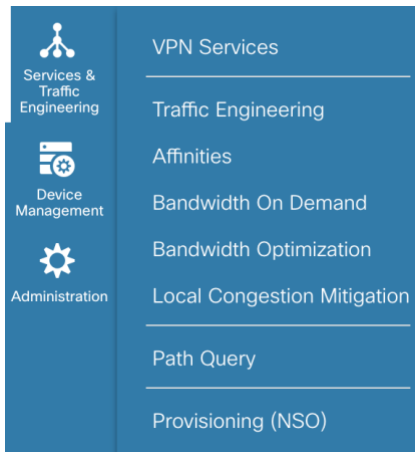 Services &
Traffic
Engineering
Device
Management
Administration
VPN Services
Traffic Engineering
Affinities
Bandwidth On Demand
Bandwidth Optimization
Local Congestion Mitigation
Path Query
Provisioning (NSO)